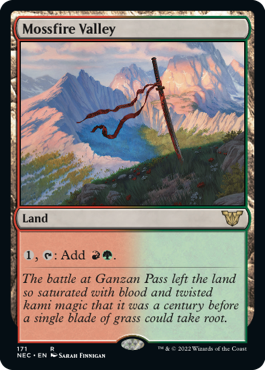 Mossfire Valley
Land
1, : Add .
The battle at Ganzan Pass left the land
so saturated with blood and twisted
kami magic that it was a century before
a single blade of grass could take root.
171 R
NEC • EN Sarah Finnigan
™ & © 2022 Wizards of the Coast